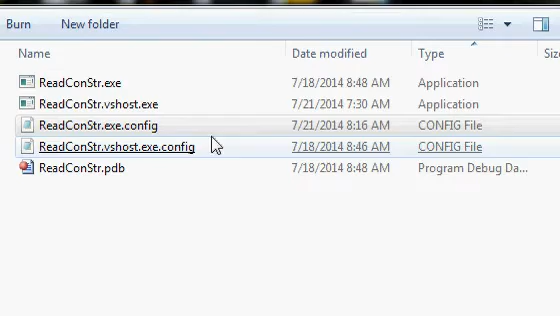 Burn New folder
Name Date modified Type Size
ReadConStr.exe 7/18/2014 8:48 AM Application
ReadConStr.vshost.exe 7/21/2014 7:30 AM Application
ReadConStr.exe.config 7/21/2014 8:16 AM CONFIG File
ReadConStr.vshost.exe.config 7/18/2014 8:46 AM CONFIG File
ReadConStr.pdb 7/18/2014 8:48 AM Program Debug Da...